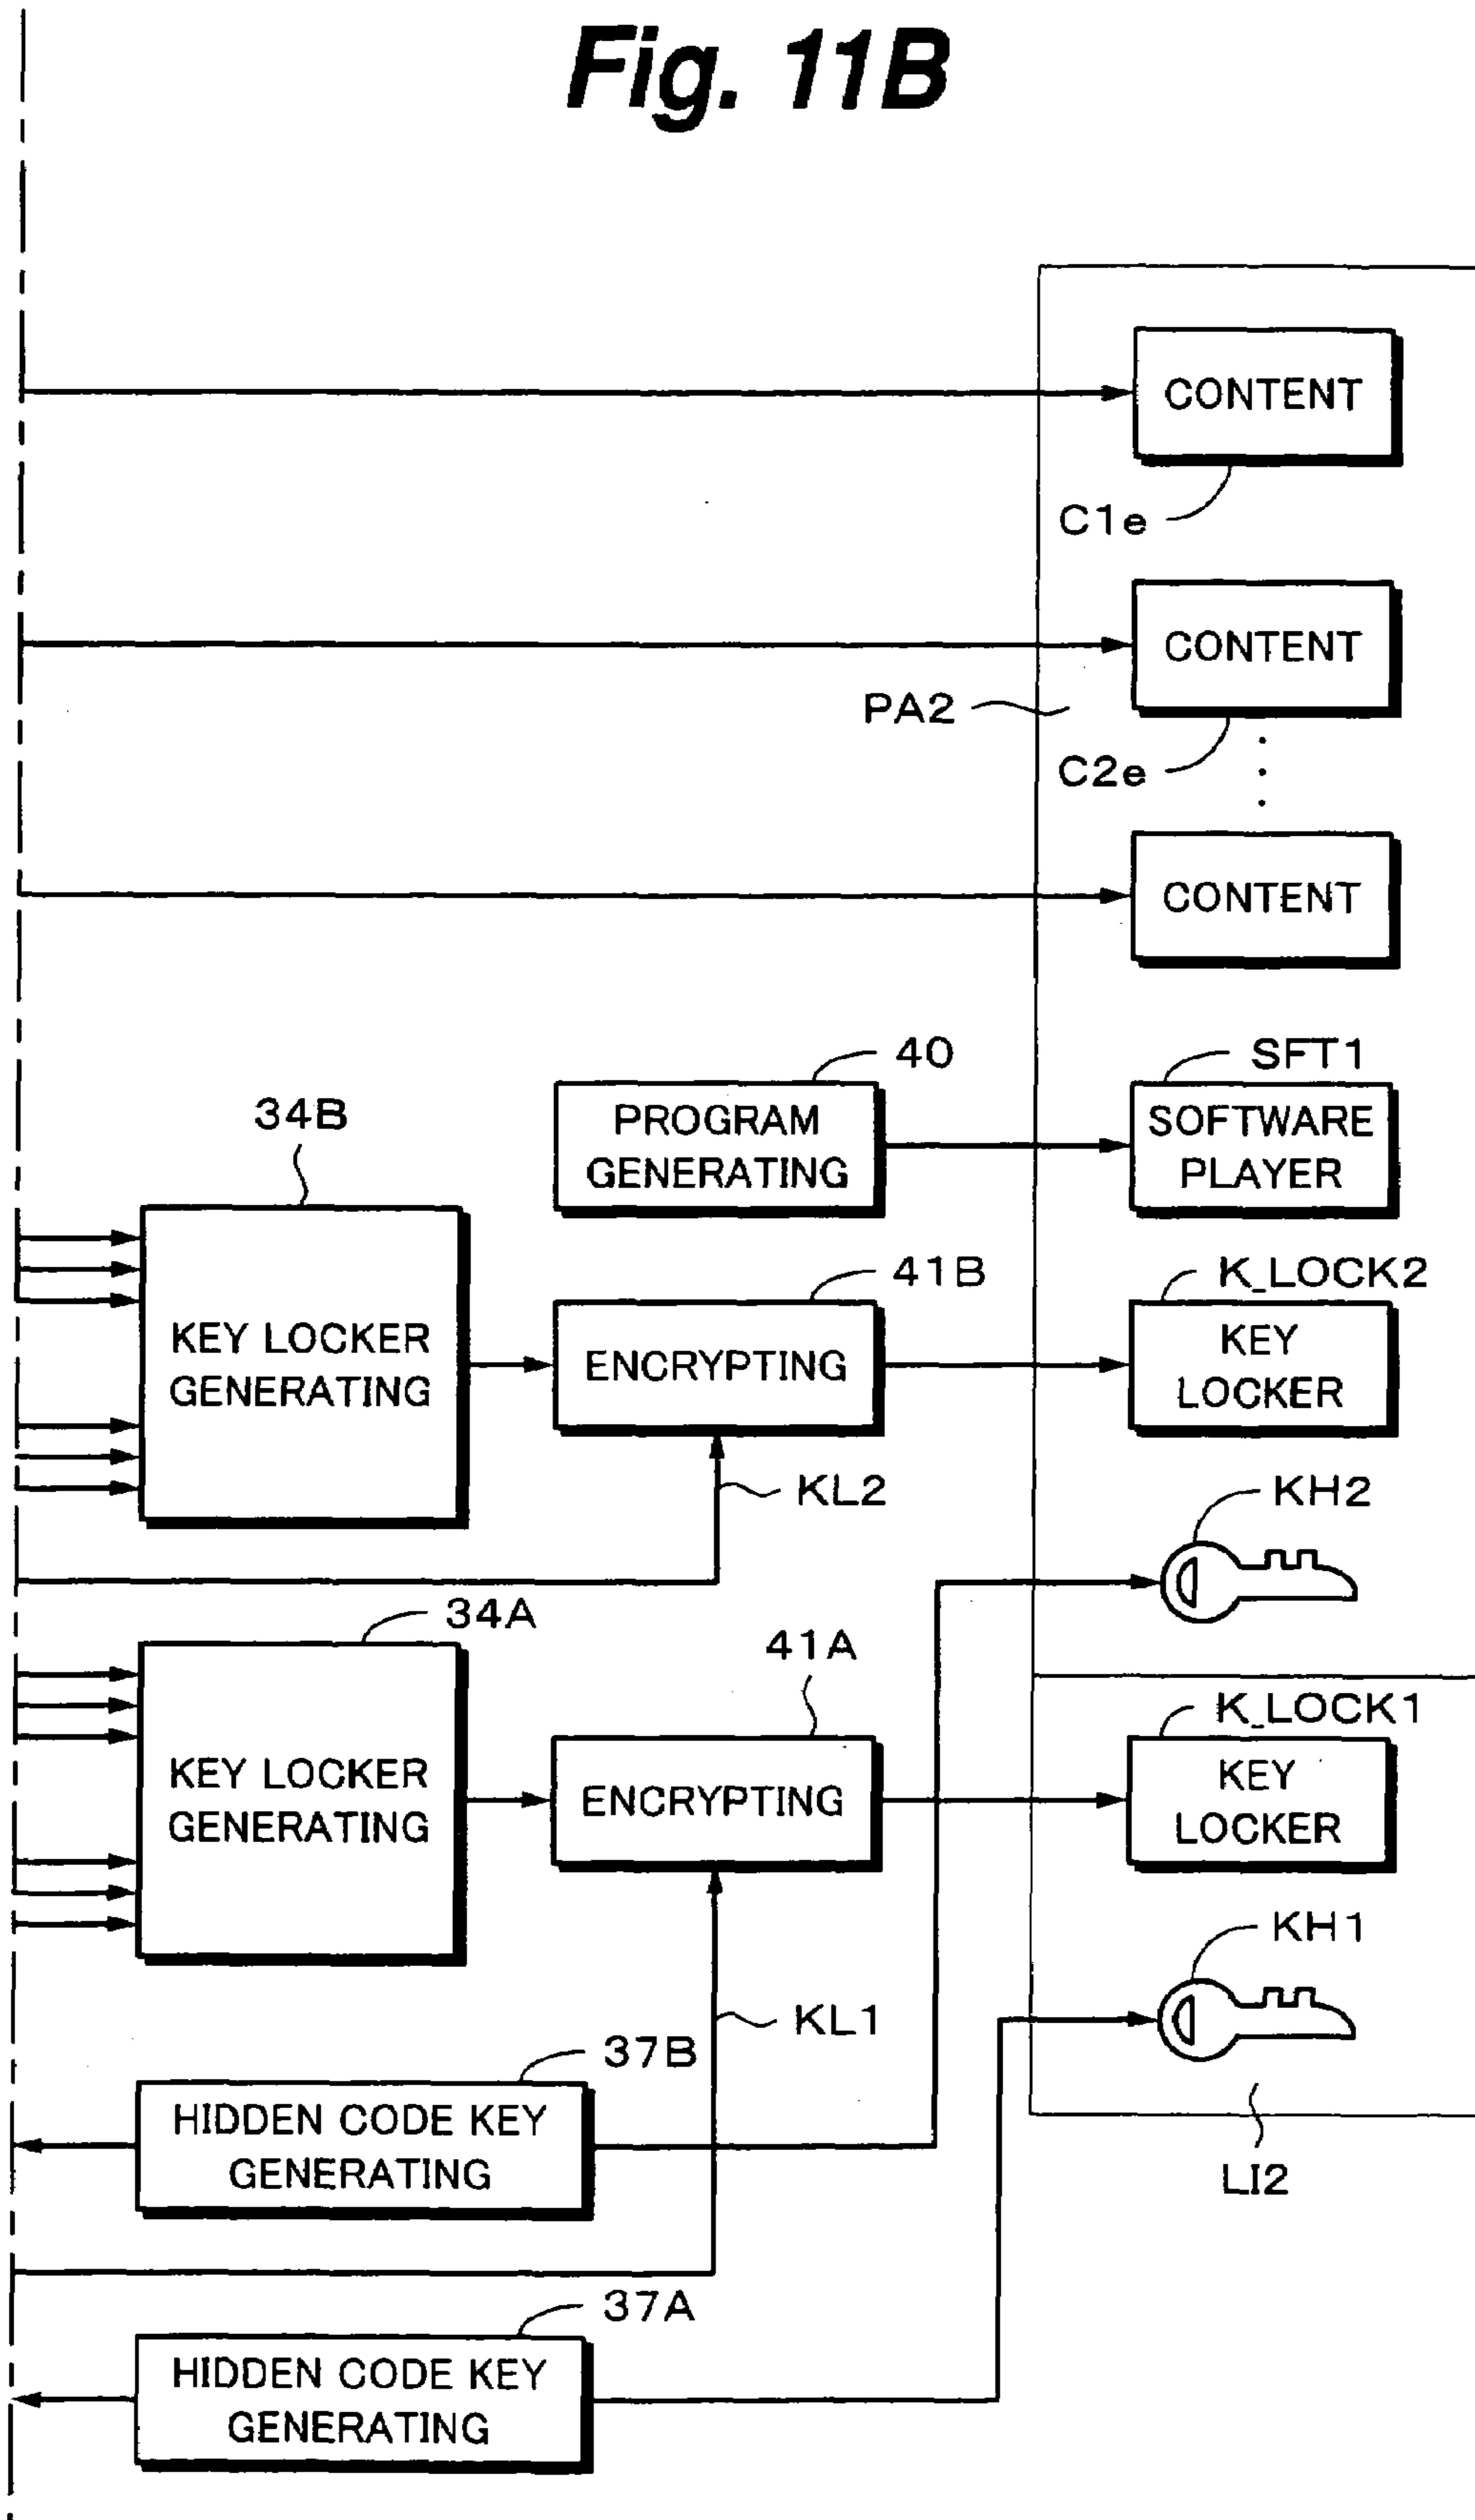 Fig. 11B
CONTENT
C1e
CONTENT
PA2
C2e
CONTENT
40
SFT1
PROGRAM
GENERATING
SOFTWARE
PLAYER
34B
41B
K_LOCK2
KEY LOCKER
GENERATING
ENCRYPTING
KEY
LOCKER
KL2
KH2
34A
41A
K_LOCK1
KEY LOCKER
GENERATING
ENCRYPTING
KEY
LOCKER
KH1
KL1
37B
HIDDEN CODE KEY
GENERATING
LI2
37A
HIDDEN CODE KEY
GENERATING